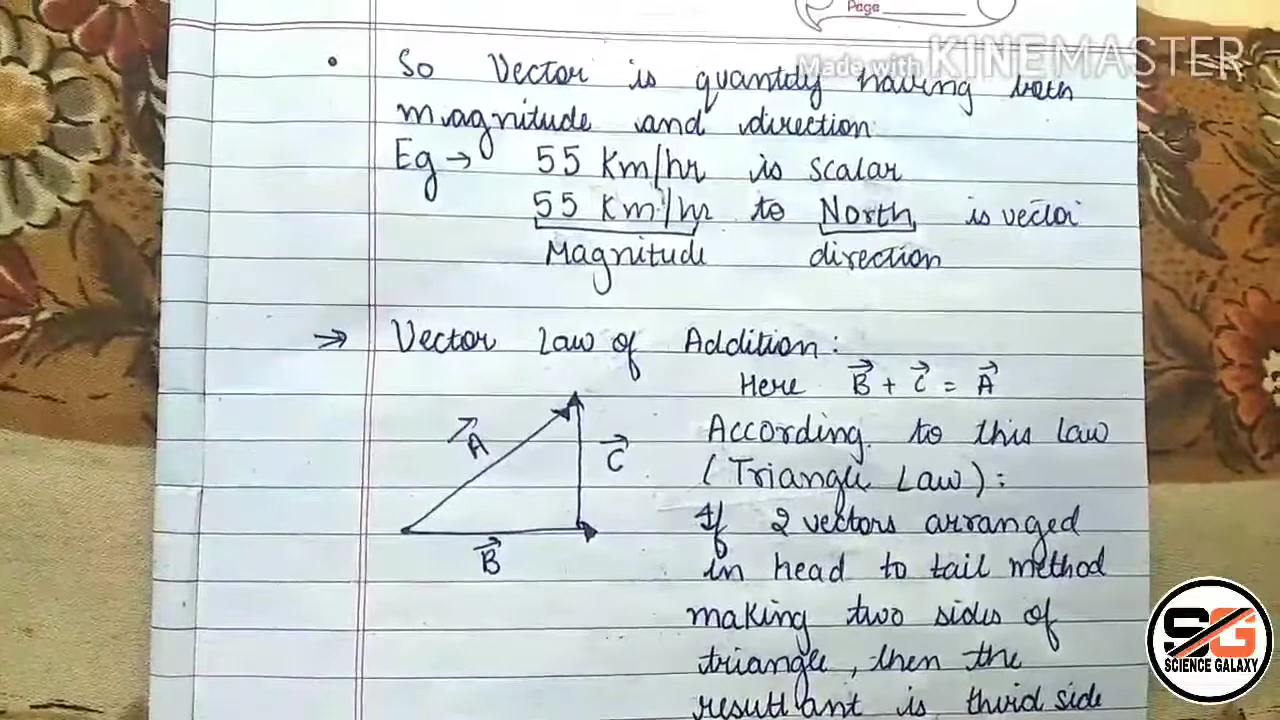 Page
Made with KINEMASTER
• So Vector is quantity having both
magnitude and direction
Eg → 55 Km/hr is scalar
55 Km/hr to North is vector
Magnitude direction
⇒ Vector Law of Addition:
Here B⃗ + C⃗ = A⃗
A⃗
C⃗
B⃗
According to this law
(Triangle Law):
If 2 vectors arranged
in head to tail method
making two sides of
triangle, then the
resultant is third side
SG
SCIENCE GALAXY